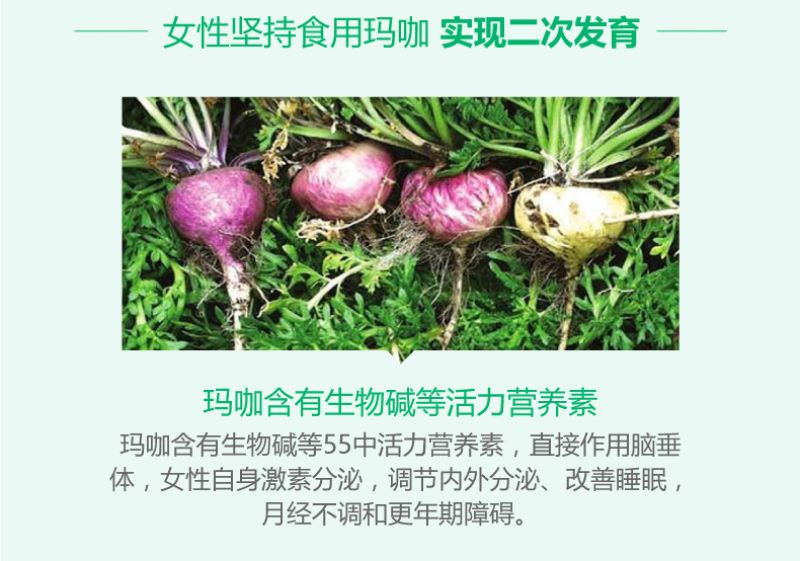 女性坚持食用玛咖 实现二次发育
玛咖含有生物碱等活力营养素
玛咖含有生物碱等55中活力营养素，直接作用脑垂
体，女性自身激素分泌，调节内外分泌、改善睡眠，
月经不调和更年期障碍。